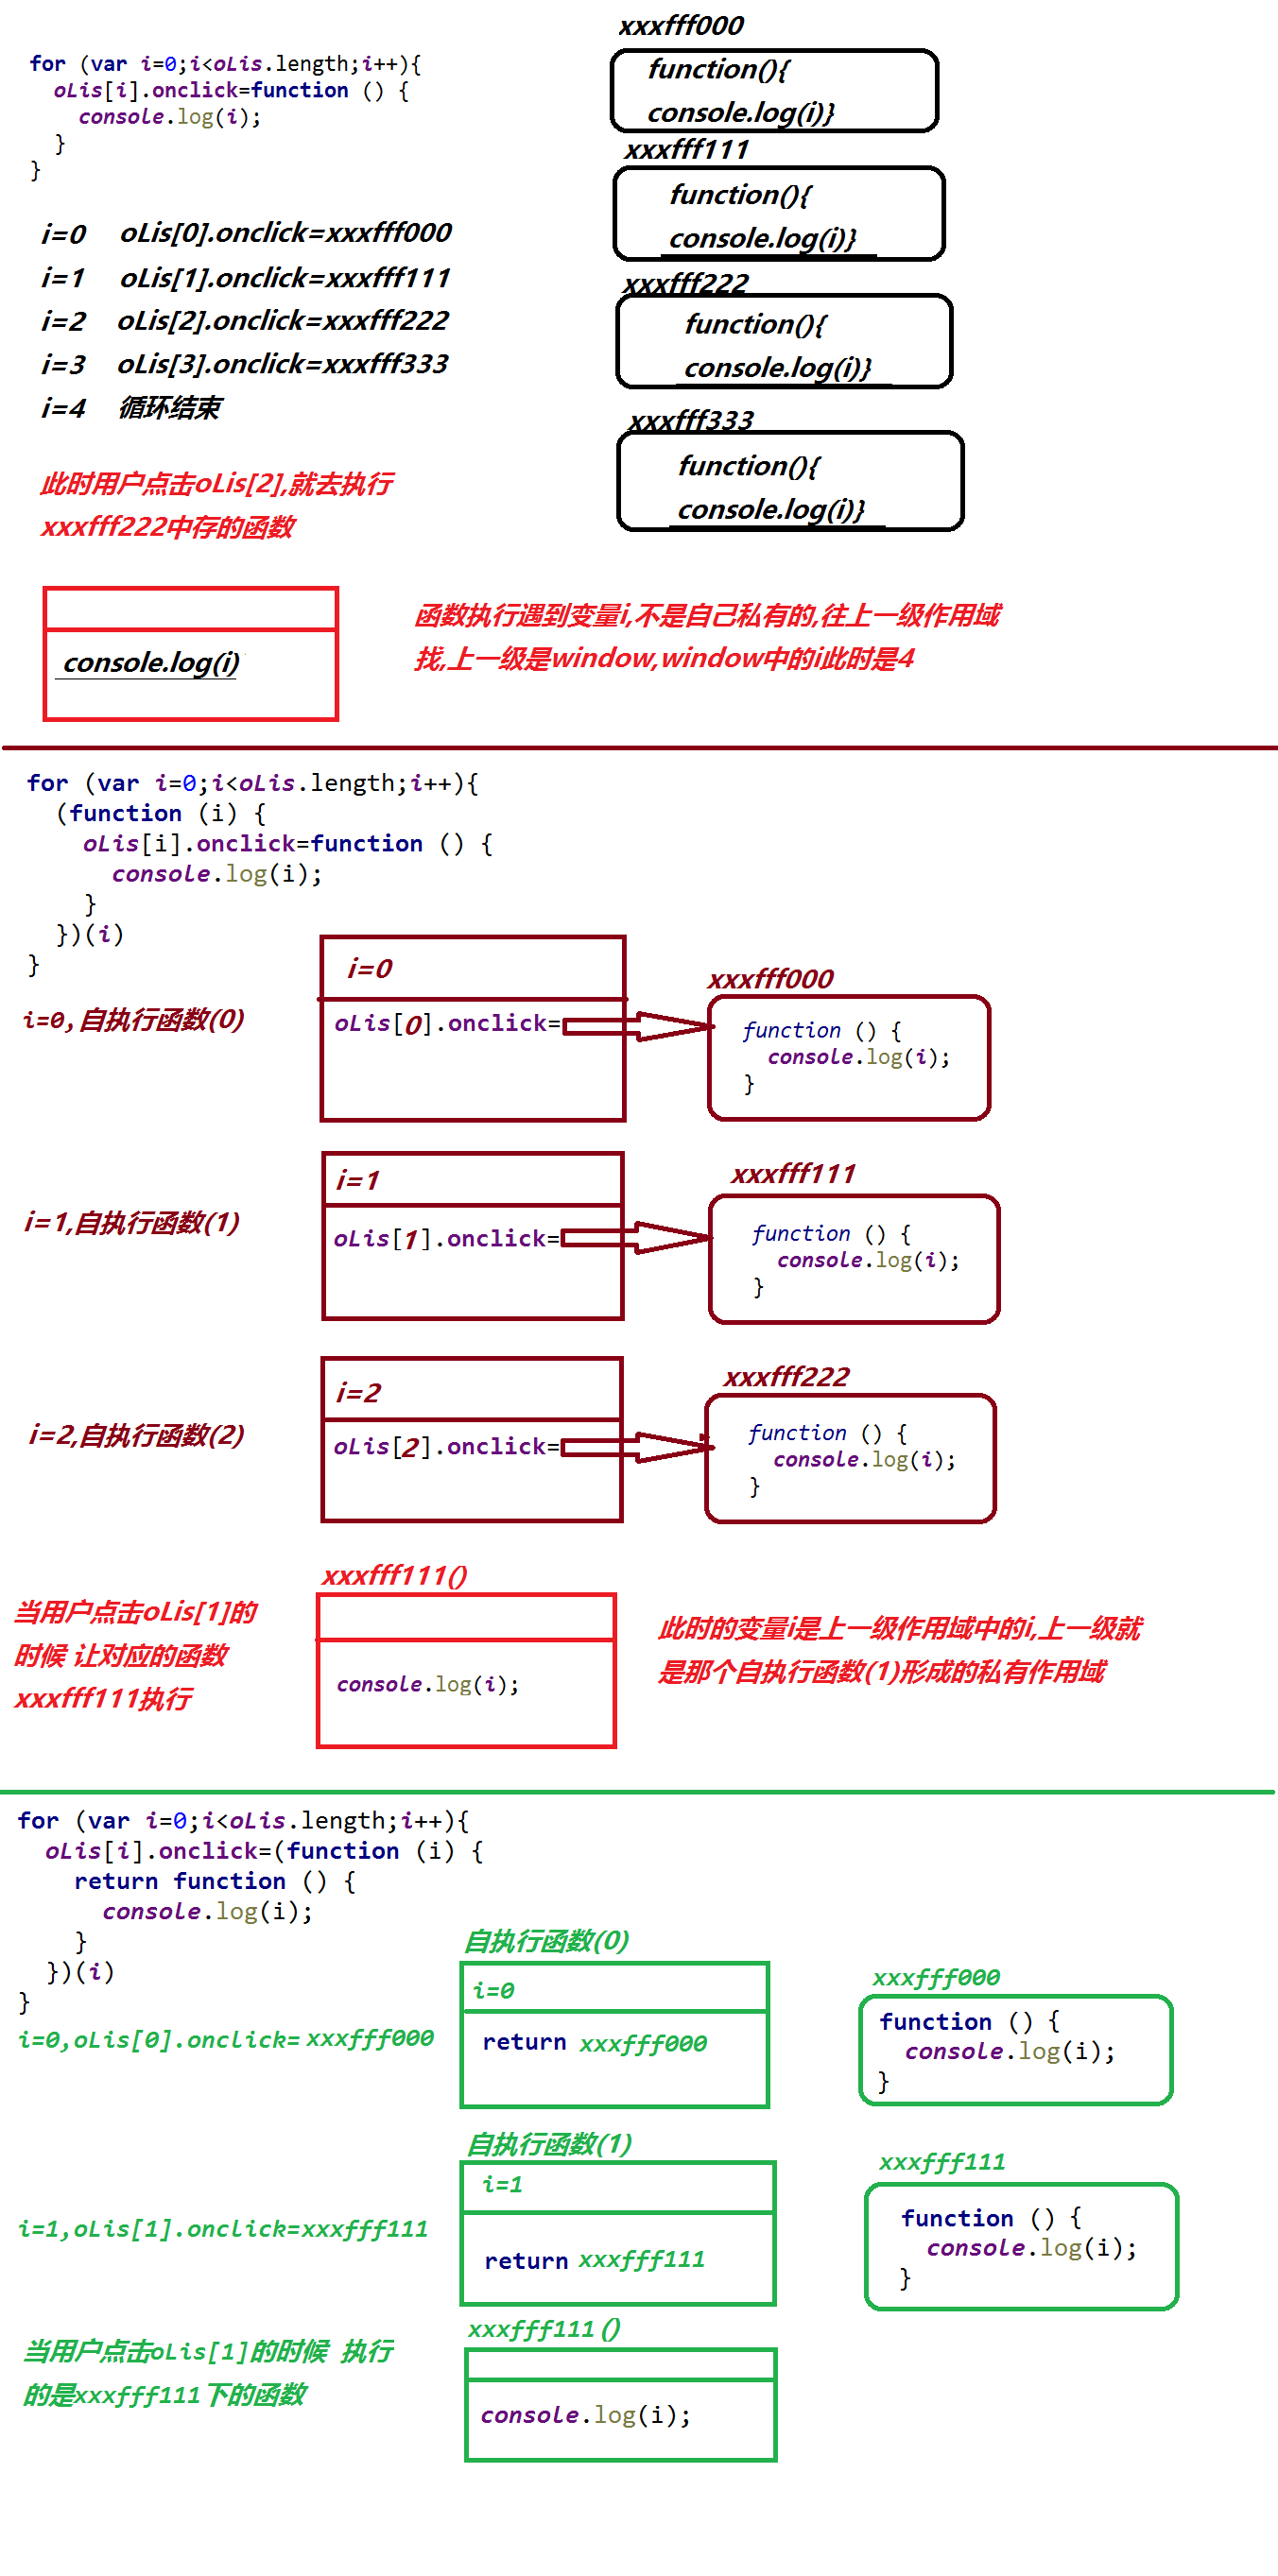 for (var i=0;i<oLis.length;i++){
oLis[i].onclick=function () {
console.log(i);
}
}
i=0 oLis[0].onclick=xxxfff000
i=1 oLis[1].onclick=xxxfff111
i=2 oLis[2].onclick=xxxfff222
i=3 oLis[3].onclick=xxxfff333
i=4 循环结束
xxxfff000
function(){
console.log(i)}
xxxfff111
function(){
console.log(i)}
xxxfff222
function(){
console.log(i)}
xxxfff333
function(){
console.log(i)}
此时用户点击oLis[2],就去执行
xxxfff222中存的函数
console.log(i)
函数执行遇到变量i,不是自己私有的,往上一级作用域
找,上一级是window,window中的i此时是4
for (var i=0;i<oLis.length;i++){
(function (i) {
oLis[i].onclick=function () {
console.log(i);
}
})(i)
}
i=0,自执行函数(0)
i=0
oLis[0].onclick=
xxxfff000
function () {
console.log(i);
}
i=1,自执行函数(1)
i=1
oLis[1].onclick=
xxxfff111
function () {
console.log(i);
}
i=2,自执行函数(2)
i=2
oLis[2].onclick=
xxxfff222
function () {
console.log(i);
}
当用户点击oLis[1]的
时候 让对应的函数
xxxfff111执行
xxxfff111()
console.log(i);
此时的变量i是上一级作用域中的i,上一级就
是那个自执行函数(1)形成的私有作用域
for (var i=0;i<oLis.length;i++){
oLis[i].onclick=(function (i) {
return function () {
console.log(i);
}
})(i)
}
i=0,oLis[0].onclick= xxxfff000
自执行函数(0)
i=0
return xxxfff000
xxxfff000
function () {
console.log(i);
}
i=1,oLis[1].onclick=xxxfff111
自执行函数(1)
i=1
return xxxfff111
xxxfff111
function () {
console.log(i);
}
当用户点击oLis[1]的时候 执行
的是xxxfff111下的函数
xxxfff111()
console.log(i);